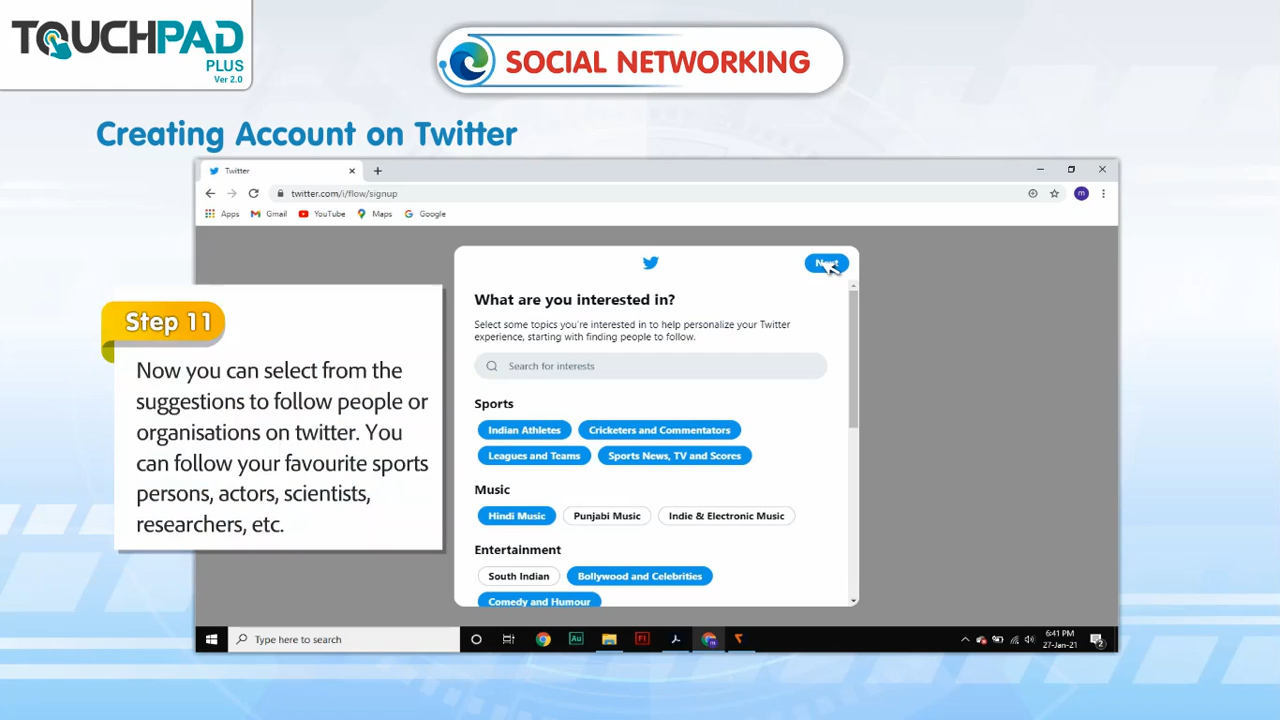 TOUCHPAD
PLUS
Ver 2.0
SOCIAL NETWORKING
Creating Account on Twitter
Twitter
twitter.com/i/flow/signup
m
Apps
Gmail
YouTube
Maps
Google
Next
What are you interested in?
Select some topics you're interested in to help personalize your Twitter
experience, starting with finding people to follow.
Search for interests
Sports
Indian Athletes
Cricketers and Commentators
Leagues and Teams
Sports News, TV and Scores
Music
Hindi Music
Punjabi Music
Indie & Electronic Music
Entertainment
South Indian
Bollywood and Celebrities
Comedy and Humour
Step 11
Now you can select from the
suggestions to follow people or
organisations on twitter. You
can follow your favourite sports
persons, actors, scientists,
researchers, etc.
Type here to search
Au
Fl
6:41 PM
27-Jan-21
2